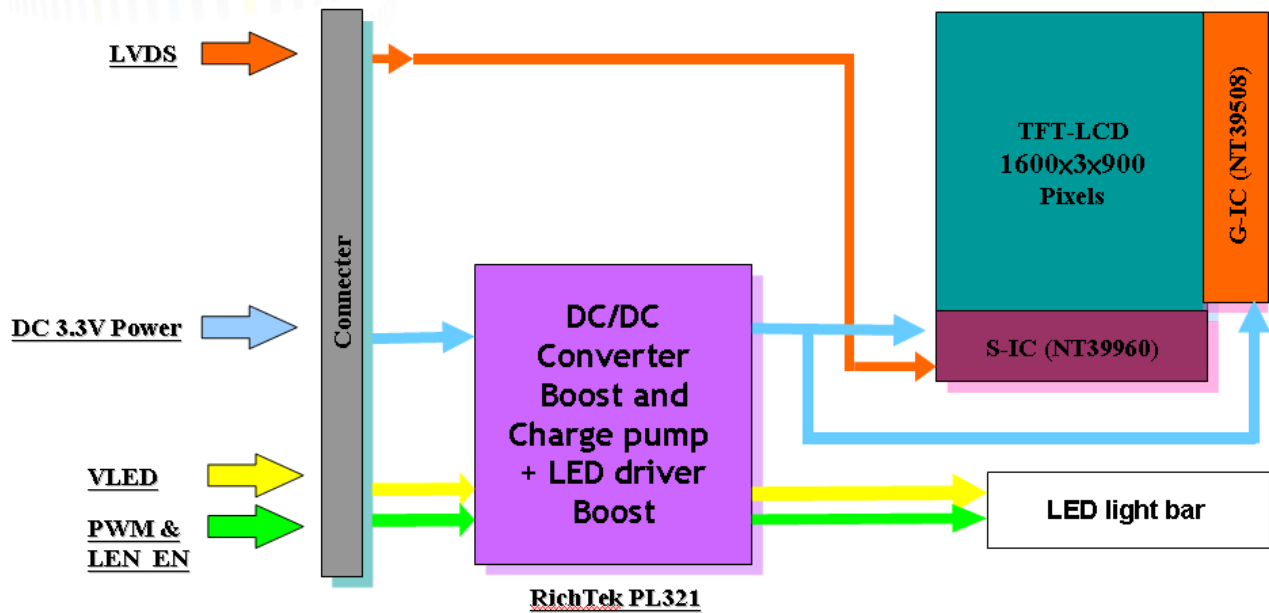 LVDS
DC 3.3V Power
VLED
PWM &
LEN_EN
Connecter
DC/DC
Converter
Boost and
Charge pump
+ LED driver
Boost
RichTek PL321
TFT-LCD
1600x3x900
Pixels
G-IC (NT39508)
S-IC (NT39960)
LED light bar